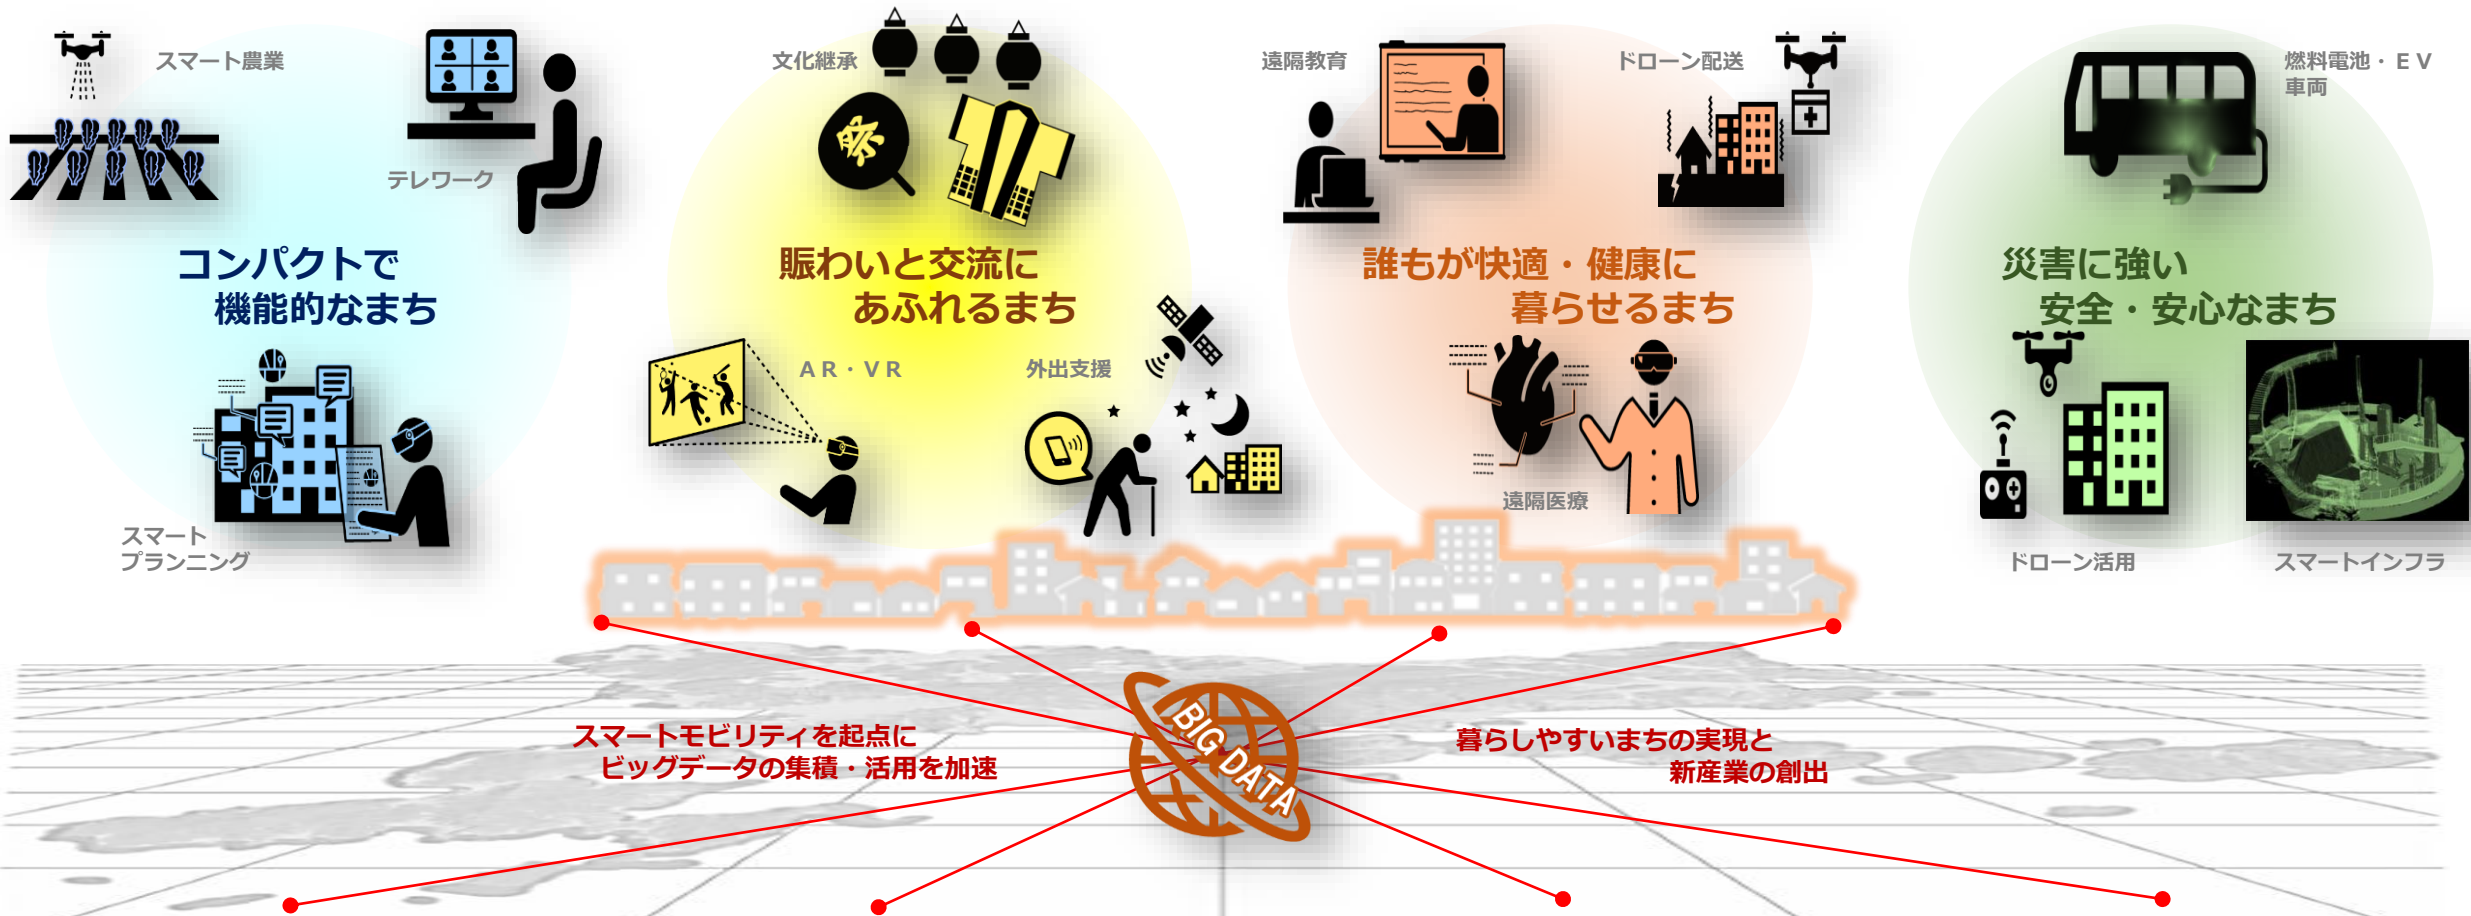 スマート農業
テレワーク
コンパクトで
機能的なまち
スマート
プランニング
文化継承
祭
賑わいと交流に
あふれるまち
AR・VR
外出支援
遠隔教育
ドローン配送
誰もが快適・健康に
暮らせるまち
遠隔医療
燃料電池・EV
車両
災害に強い
安全・安心なまち
ドローン活用
スマートインフラ
スマートモビリティを起点に
ビッグデータの集積・活用を加速
BIG DATA
暮らしやすいまちの実現と
新産業の創出